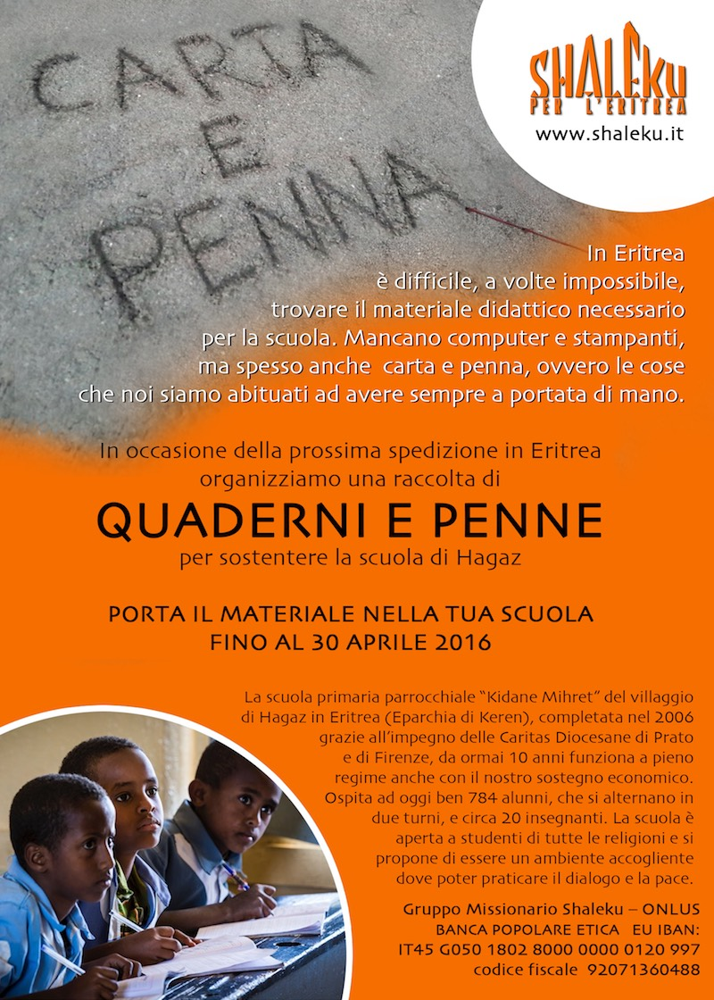 CARTA
E
PENNA
SHALEKU
PER L'ERITREA
www.shaleku.it
In Eritrea
è difficile, a volte impossibile,
trovare il materiale didattico necessario
per la scuola. Mancano computer e stampanti,
ma spesso anche carta e penna, ovvero le cose
che noi siamo abituati ad avere sempre a portata di mano.
In occasione della prossima spedizione in Eritrea
organizziamo una raccolta di
QUADERNI E PENNE
per sostentere la scuola di Hagaz
PORTA IL MATERIALE NELLA TUA SCUOLA
FINO AL 30 APRILE 2016
La scuola primaria parrocchiale “Kidane Mihret” del villaggio
di Hagaz in Eritrea (Eparchia di Keren), completata nel 2006
grazie all’impegno delle Caritas Diocesane di Prato
e di Firenze, da ormai 10 anni funziona a pieno
regime anche con il nostro sostegno economico.
Ospita ad oggi ben 784 alunni, che si alternano in
due turni, e circa 20 insegnanti. La scuola è
aperta a studenti di tutte le religioni e si
propone di essere un ambiente accogliente
dove poter praticare il dialogo e la pace.
Gruppo Missionario Shaleku – ONLUS
BANCA POPOLARE ETICA EU IBAN:
IT45 G050 1802 8000 0000 0120 997
codice fiscale 92071360488